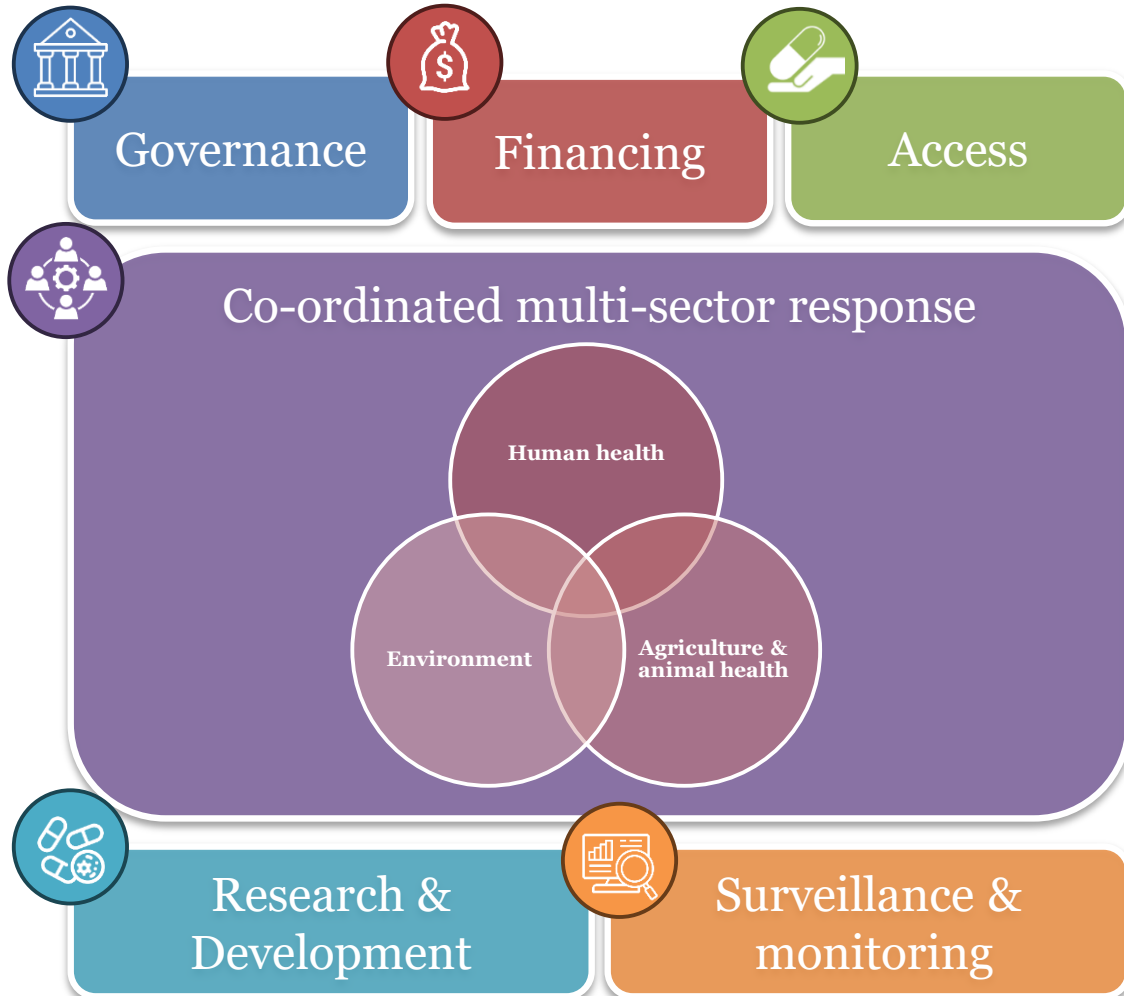 Governance
Financing
Access
$
Co-ordinated multi-sector response
Human health
Environment
Agriculture &
animal health
Research &
Development
Surveillance &
monitoring